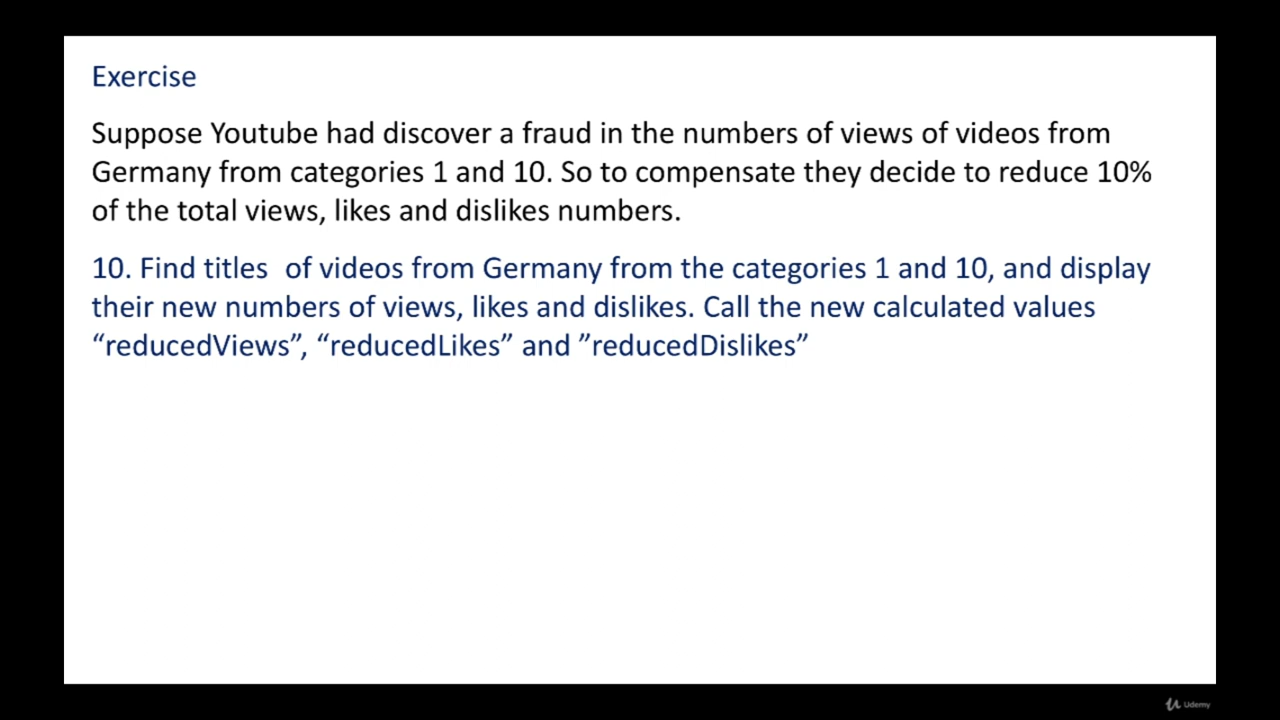 Exercise
Suppose Youtube had discover a fraud in the numbers of views of videos from
Germany from categories 1 and 10. So to compensate they decide to reduce 10%
of the total views, likes and dislikes numbers.
10. Find titles  of videos from Germany from the categories 1 and 10, and display
their new numbers of views, likes and dislikes. Call the new calculated values
“reducedViews”, “reducedLikes” and ”reducedDislikes”
Udemy